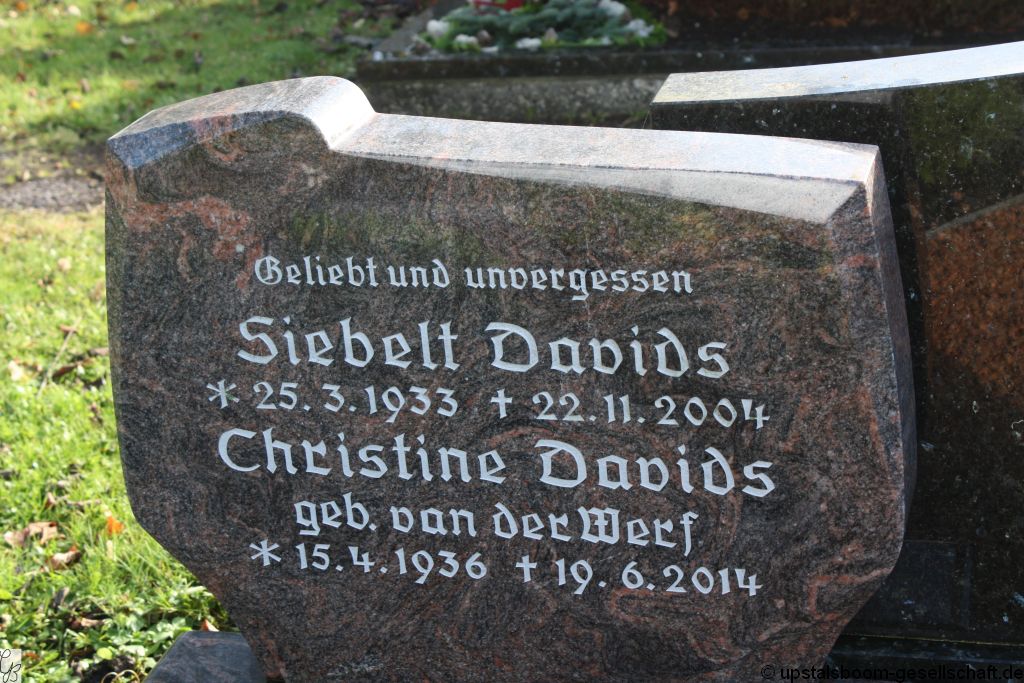 Geliebt und unvergessen
Siebelt Davids
* 25.3.1933 † 22.11.2004
Christine Davids
geb. van der Werf
* 15.4.1936 † 19.6.2014
© upstalsboom-gesellschaft.de